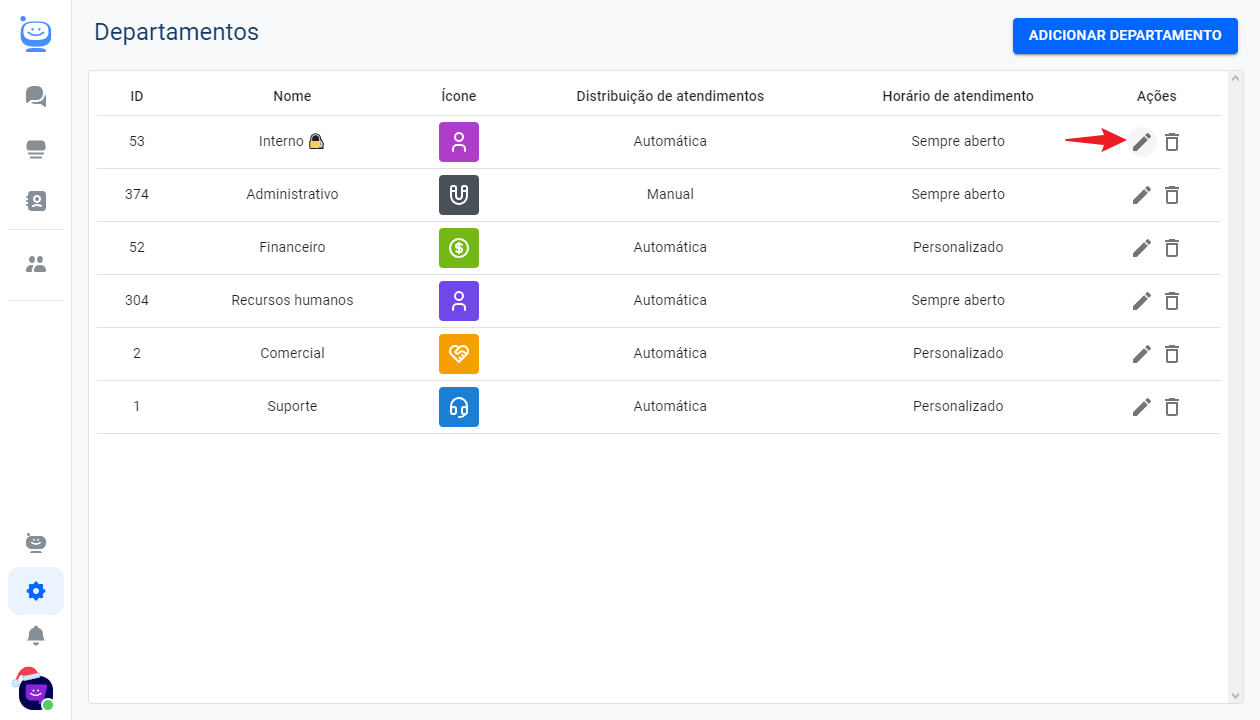 Departamentos
ADICIONAR DEPARTAMENTO
ID Nome Ícone Distribuição de atendimentos Horário de atendimento Ações
53 Interno Automática Sempre aberto
374 Administrativo Manual Sempre aberto
52 Financeiro Automática Personalizado
304 Recursos humanos Automática Sempre aberto
2 Comercial Automática Personalizado
1 Suporte Automática Personalizado